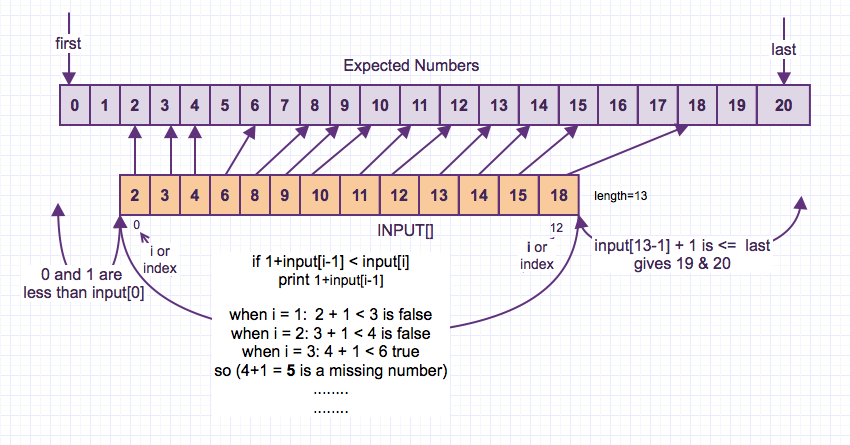 first
last
Expected Numbers
0 1 2 3 4 5 6 7 8 9 10 11 12 13 14 15 16 17 18 19 20
2 3 4 6 8 9 10 11 12 13 14 15 18
length=13
0
12
INPUT[]
i or
index
i or
index
0 and 1 are
less than input[0]
input[13-1] + 1 is <= last
gives 19 & 20
if 1+input[i-1] < input[i]
print 1+input[i-1]
when i = 1: 2 + 1 < 3 is false
when i = 2: 3 + 1 < 4 is false
when i = 3: 4 + 1 < 6 true
so (4+1 = 5 is a missing number)
........
........